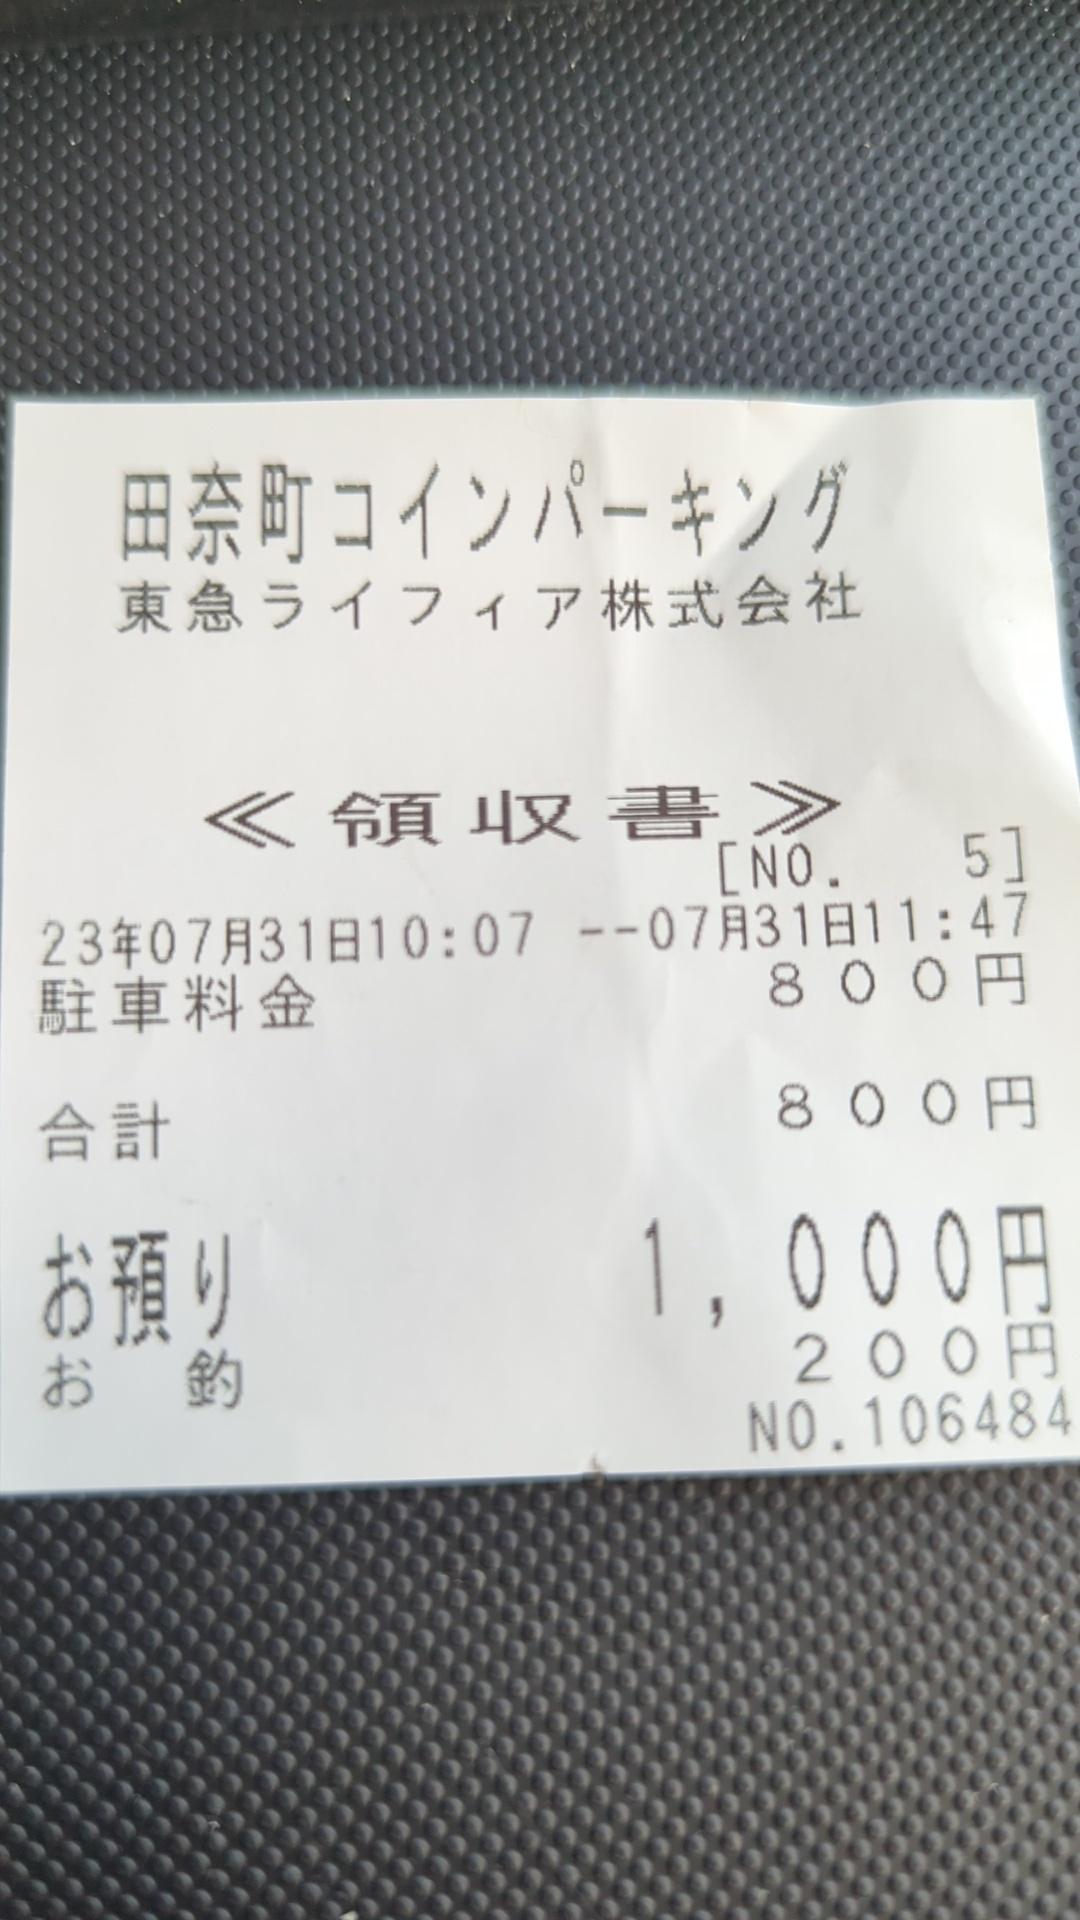 田奈町コインパーキング
東急ライフィア株式会社
≪領収書≫
[NO. 5]
23年07月31日10:07 --07月31日11:47
駐車料金 800円
合計 800円
お預り 1,000円
お 釣 200円
NO.106484